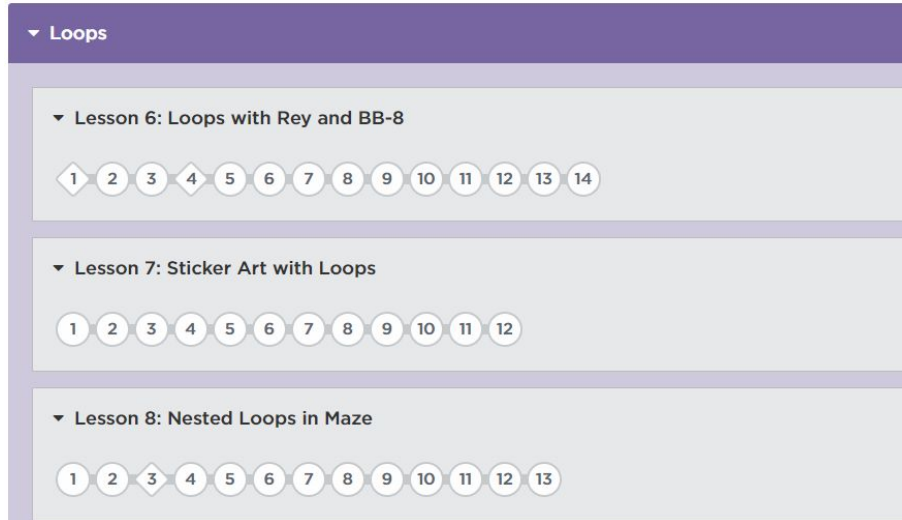 Loops
Lesson 6: Loops with Rey and BB-8
1 2 3 4 5 6 7 8 9 10 11 12 13 14
Lesson 7: Sticker Art with Loops
1 2 3 4 5 6 7 8 9 10 11 12
Lesson 8: Nested Loops in Maze
1 2 3 4 5 6 7 8 9 10 11 12 13